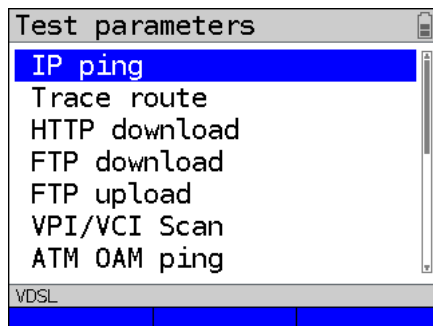 Test parameters
IP ping
Trace route
HTTP download
FTP download
FTP upload
VPI/VCI Scan
ATM OAM ping
VDSL